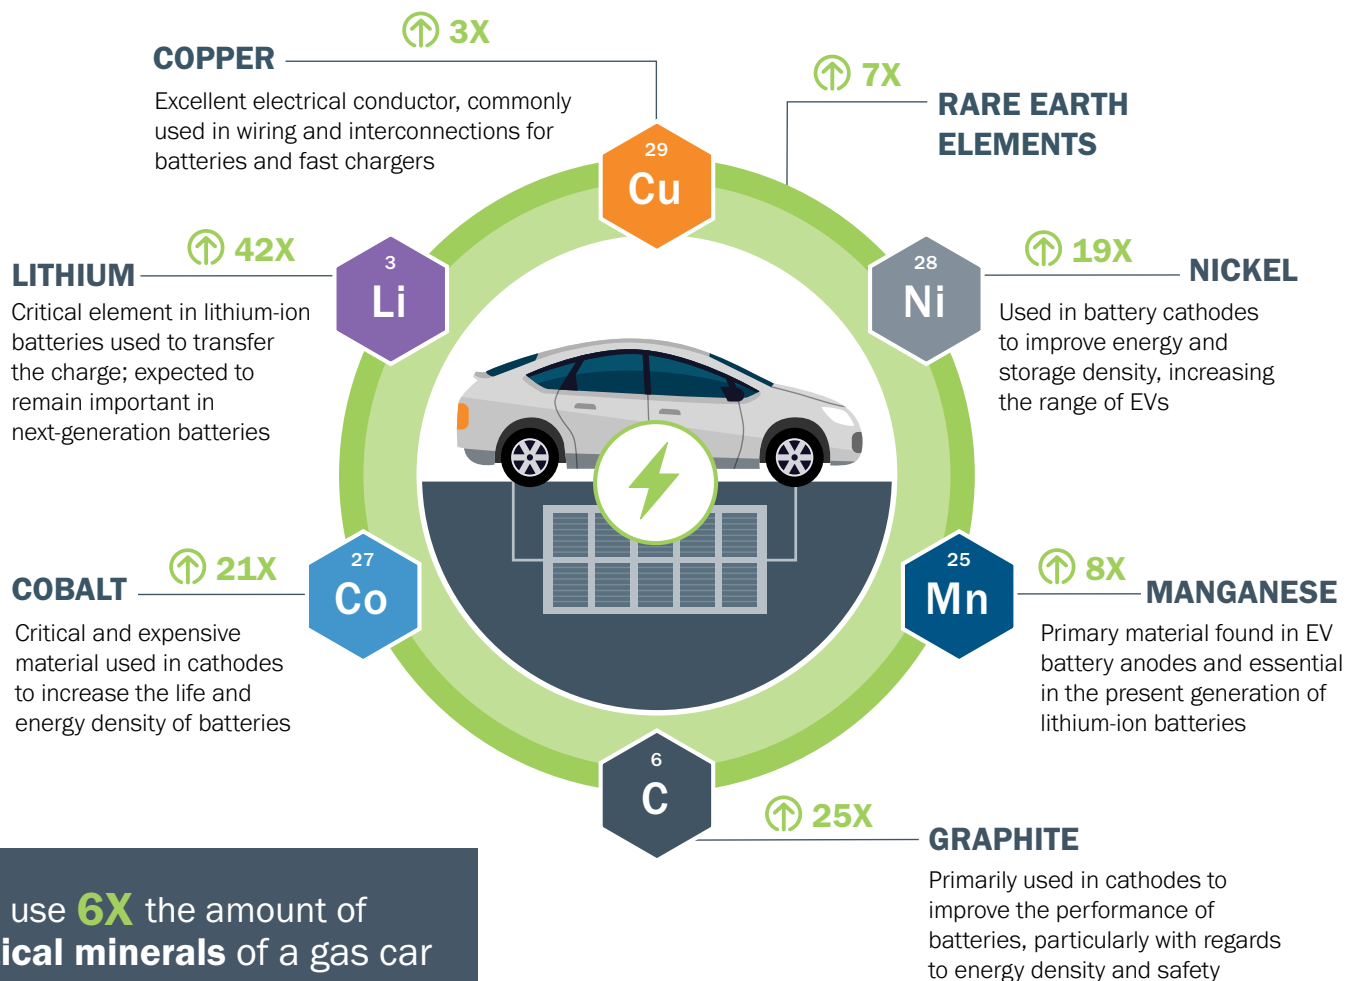 3X
COPPER
Excellent electrical conductor, commonly
used in wiring and interconnections for
batteries and fast chargers
7X
RARE EARTH
ELEMENTS
29
Cu
42X
LITHIUM
Critical element in lithium-ion
batteries used to transfer
the charge; expected to
remain important in
next-generation batteries
3
Li
28
Ni
19X
NICKEL
Used in battery cathodes
to improve energy and
storage density, increasing
the range of EVs
21X
COBALT
Critical and expensive
material used in cathodes
to increase the life and
energy density of batteries
27
Co
25
Mn
8X
MANGANESE
Primary material found in EV
battery anodes and essential
in the present generation of
lithium-ion batteries
6
C
25X
GRAPHITE
Primarily used in cathodes to
improve the performance of
batteries, particularly with regards
to energy density and safety
use 6X the amount of
ical minerals of a gas car